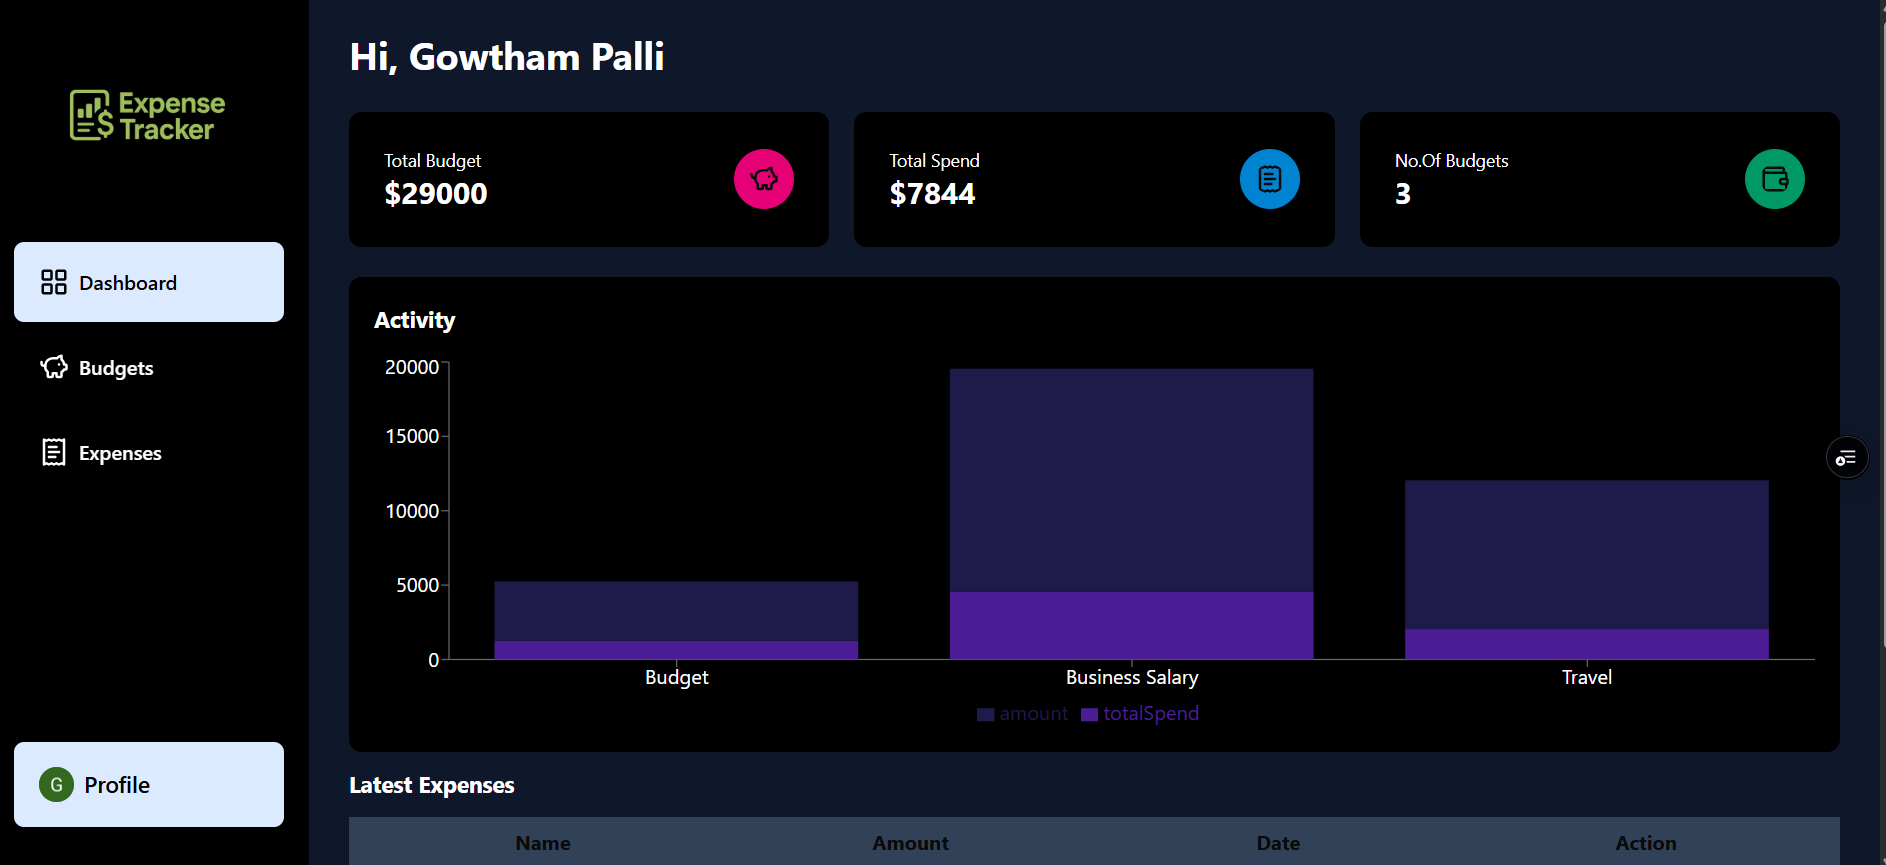 Expense
Tracker
Dashboard
Budgets
Expenses
G Profile
Hi, Gowtham Palli
Total Budget
$29000
Total Spend
$7844
No.Of Budgets
3
Activity
20000
15000
10000
5000
0
Budget Business Salary Travel
amount totalSpend
Latest Expenses
Name Amount Date Action